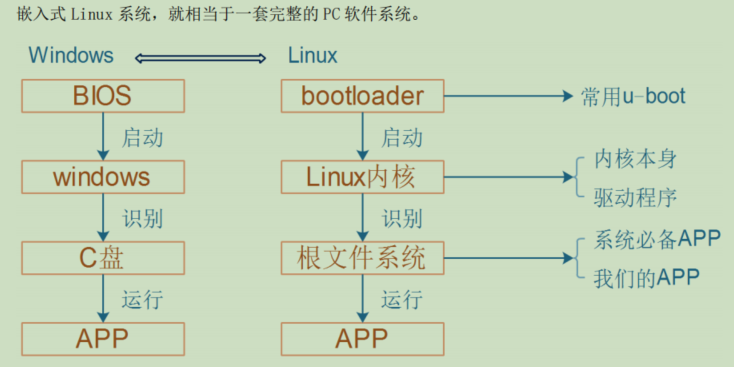 嵌入式 Linux 系统，就相当于一套完整的 PC 软件系统。
Windows
Linux
BIOS
bootloader
常用u-boot
启动
启动
windows
Linux内核
内核本身
驱动程序
识别
识别
C盘
根文件系统
系统必备APP
我们的APP
运行
运行
APP
APP